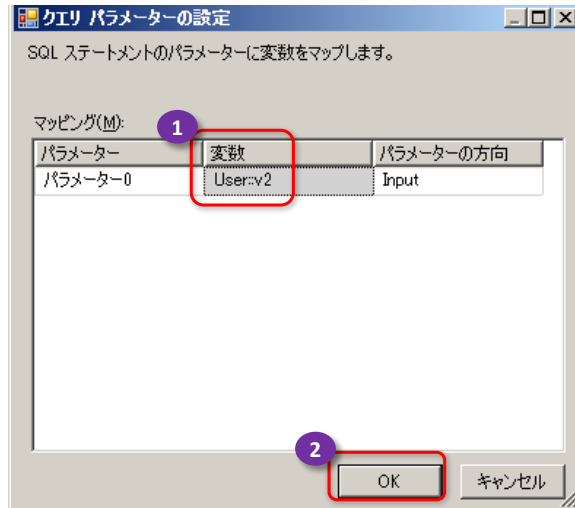 クエリ パラメーターの設定
SQL ステートメントのパラメーターに変数をマップします。
マッピング(M):
1
パラメーター 変数 パラメーターの方向
パラメーター0 User::v2 Input
2
OK キャンセル